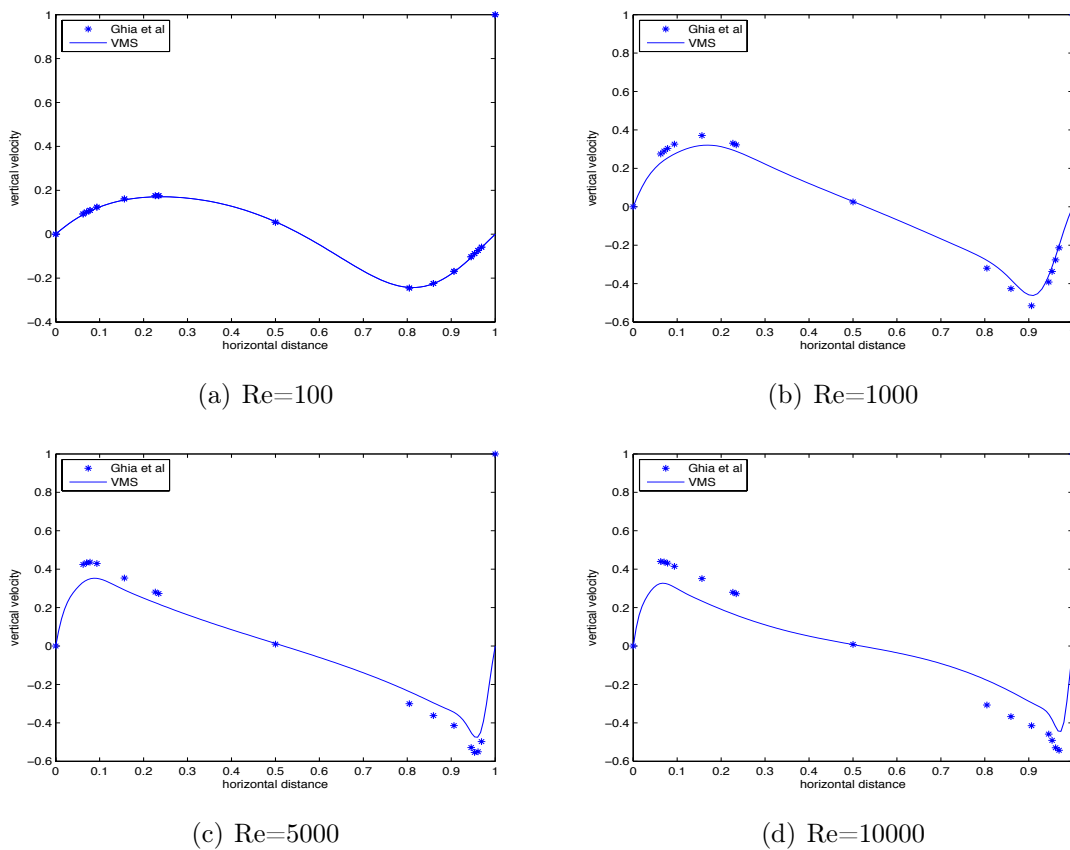 Ghia et al
VMS
1
0.8
0.6
0.4
0.2
0
−0.2
−0.4
vertical velocity
0 0.1 0.2 0.3 0.4 0.5 0.6 0.7 0.8 0.9 1
horizontal distance
(a) Re=100
Ghia et al
VMS
1
0.8
0.6
0.4
0.2
0
−0.2
−0.4
−0.6
vertical velocity
0 0.1 0.2 0.3 0.4 0.5 0.6 0.7 0.8 0.9
horizontal distance
(b) Re=1000
Ghia et al
VMS
1
0.8
0.6
0.4
0.2
0
−0.2
−0.4
−0.6
vertical velocity
0 0.1 0.2 0.3 0.4 0.5 0.6 0.7 0.8 0.9 1
horizontal distance
(c) Re=5000
Ghia et al
VMS
1
0.8
0.6
0.4
0.2
0
−0.2
−0.4
−0.6
vertical velocity
0 0.1 0.2 0.3 0.4 0.5 0.6 0.7 0.8 0.9
horizontal distance
(d) Re=10000